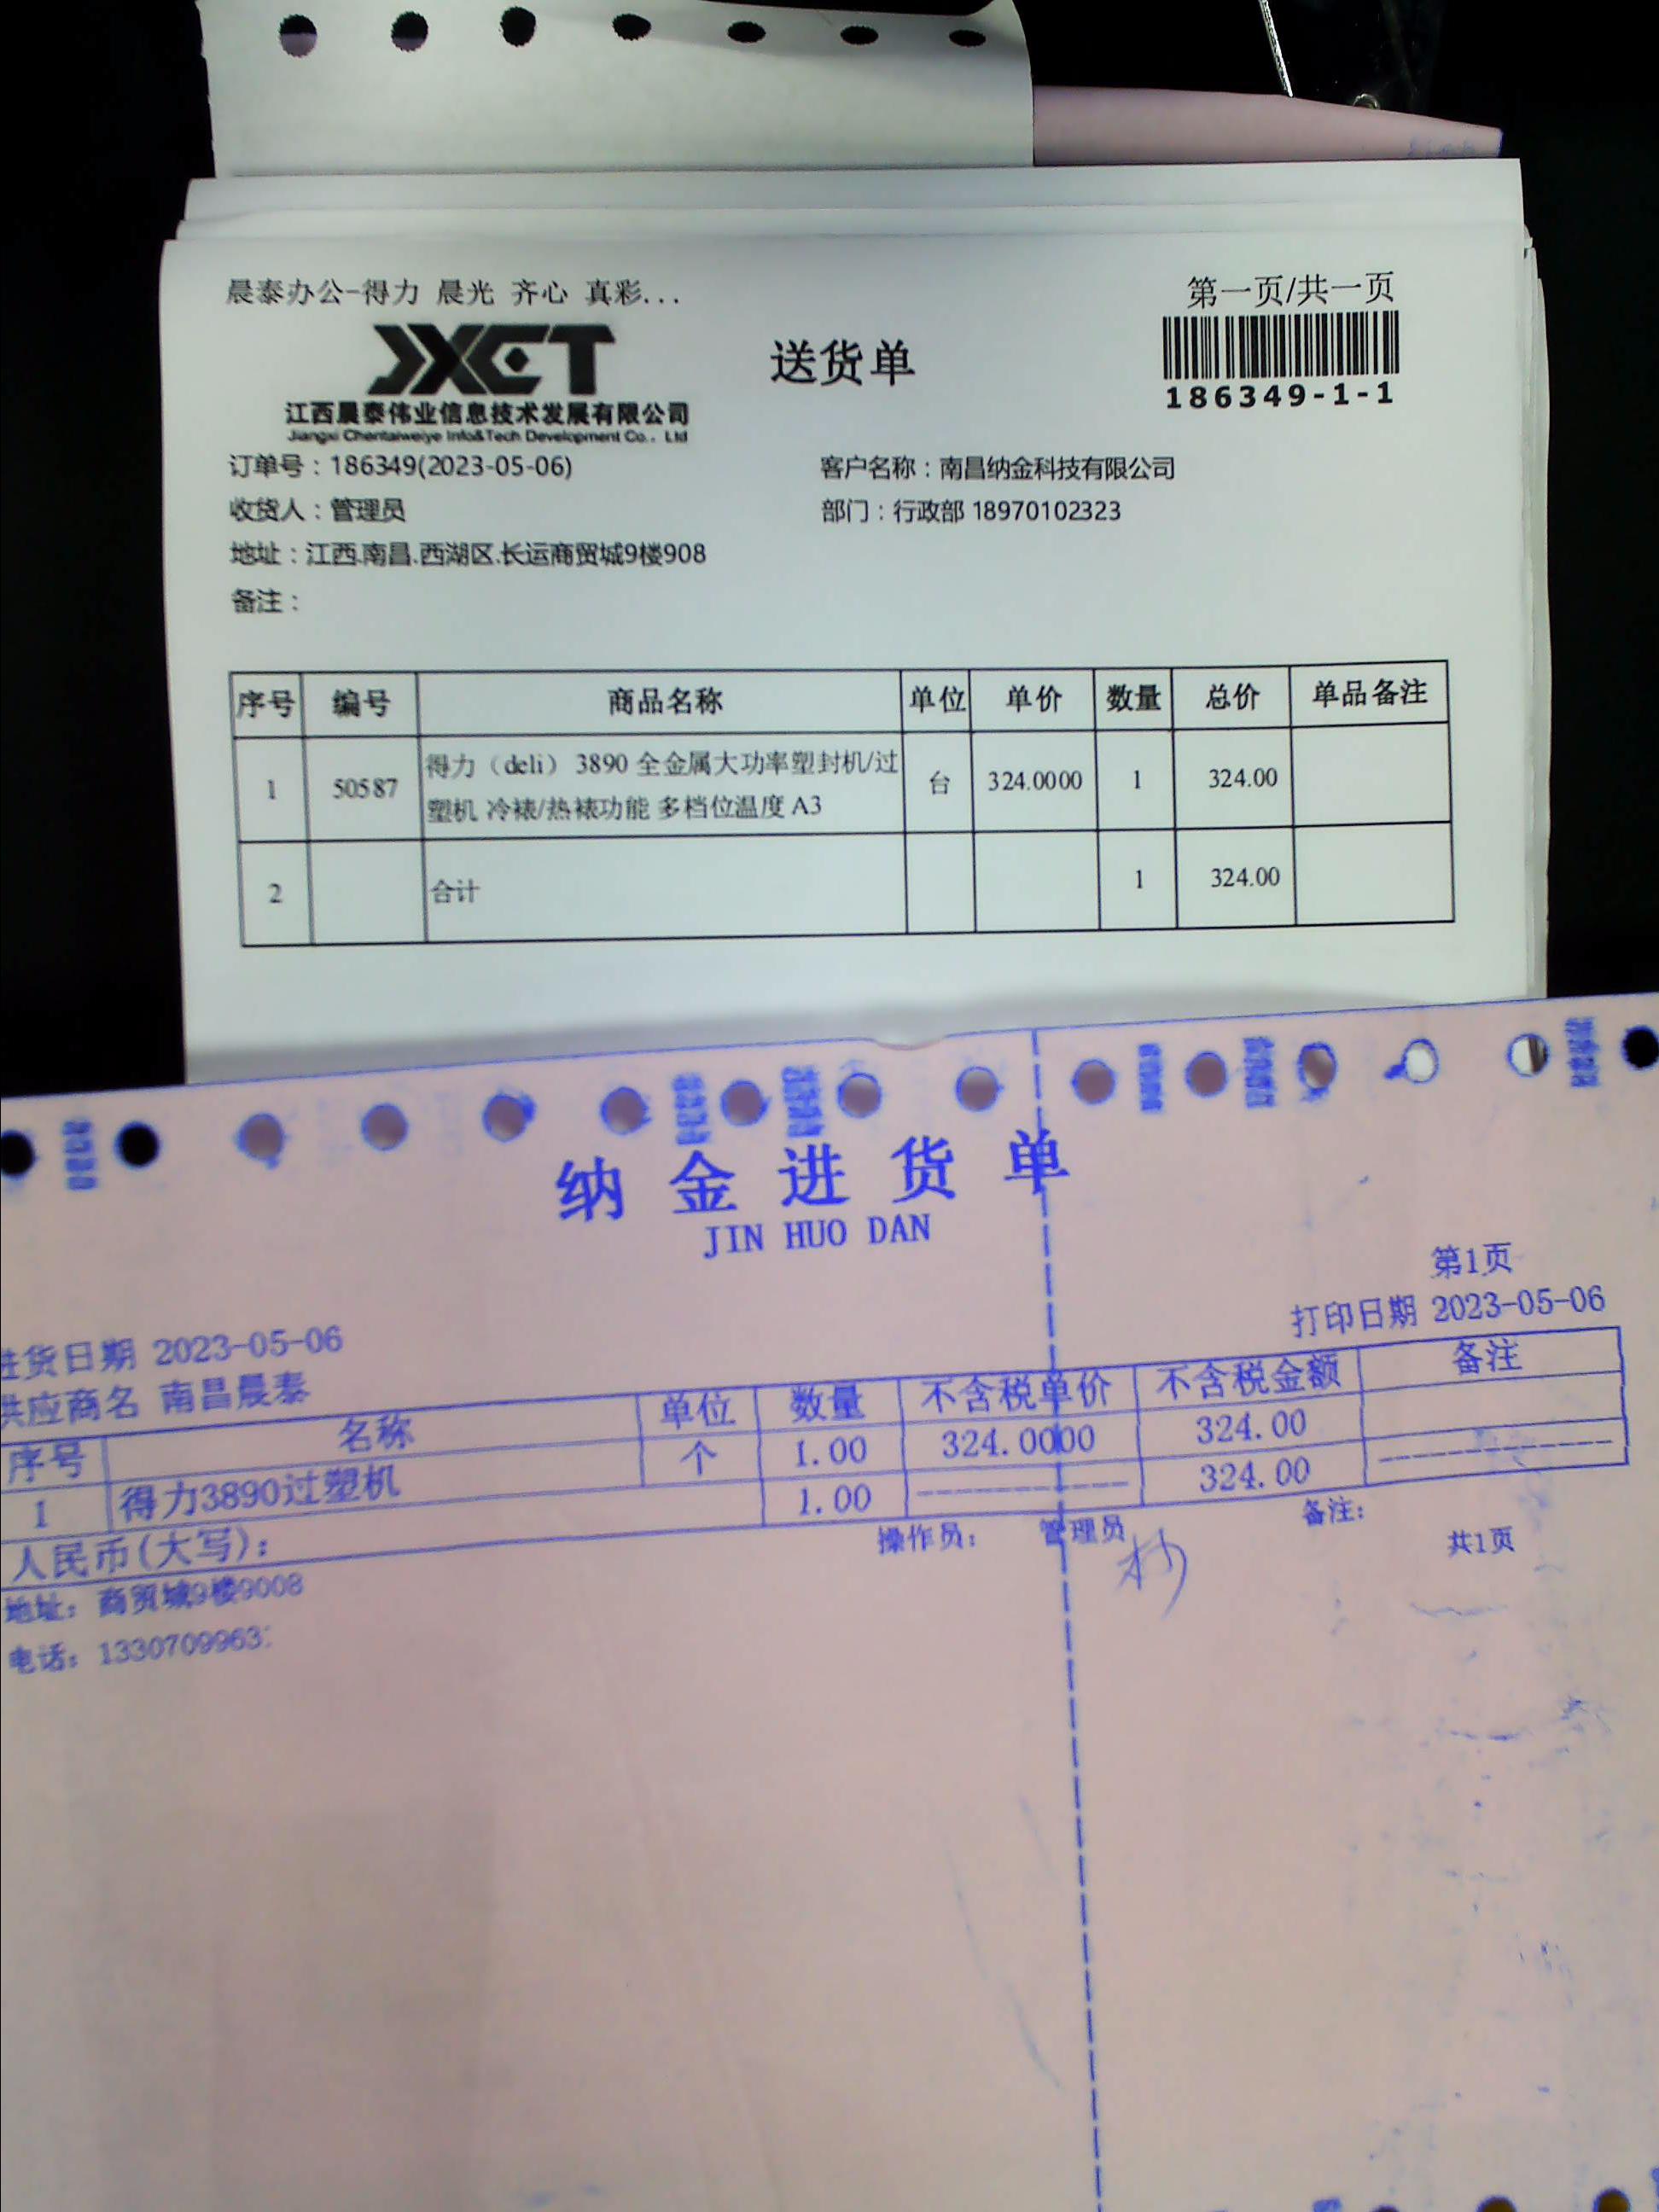 晨泰办公-得力 晨光 齐心 真彩...
第一页/共一页
JXCT
送货单
186349-1-1
江西晨泰伟业信息技术发展有限公司
Jiangxi Chentaiweiye Info&Tech Development Co., Ltd
订单号：186349(2023-05-06)
客户名称：南昌纳金科技有限公司
收货人：管理员
部门：行政部 18970102323
地址：江西.南昌.西湖区.长运商贸城9楼908
备注：
序号 编号 商品名称 单位 单价 数量 总价 单品备注
1 50587 得力（deli） 3890 全金属大功率塑封机/过 台 324.0000 1 324.00
塑机 冷裱/热裱功能 多档位温度 A3
2 合计 1 324.00
纳金进货单
JIN HUO DAN
第1页
打印日期 2023-05-06
进货日期 2023-05-06
供应商名 南昌晨泰
序号 名称 单位 数量 不含税单价 不含税金额 备注
1 得力3890过塑机 个 1.00 324.0000 324.00
人民币(大写): 1.00 324.00
操作员: 管理员 备注:
地址: 商贸城9楼9008
共1页
电话: 1330709963